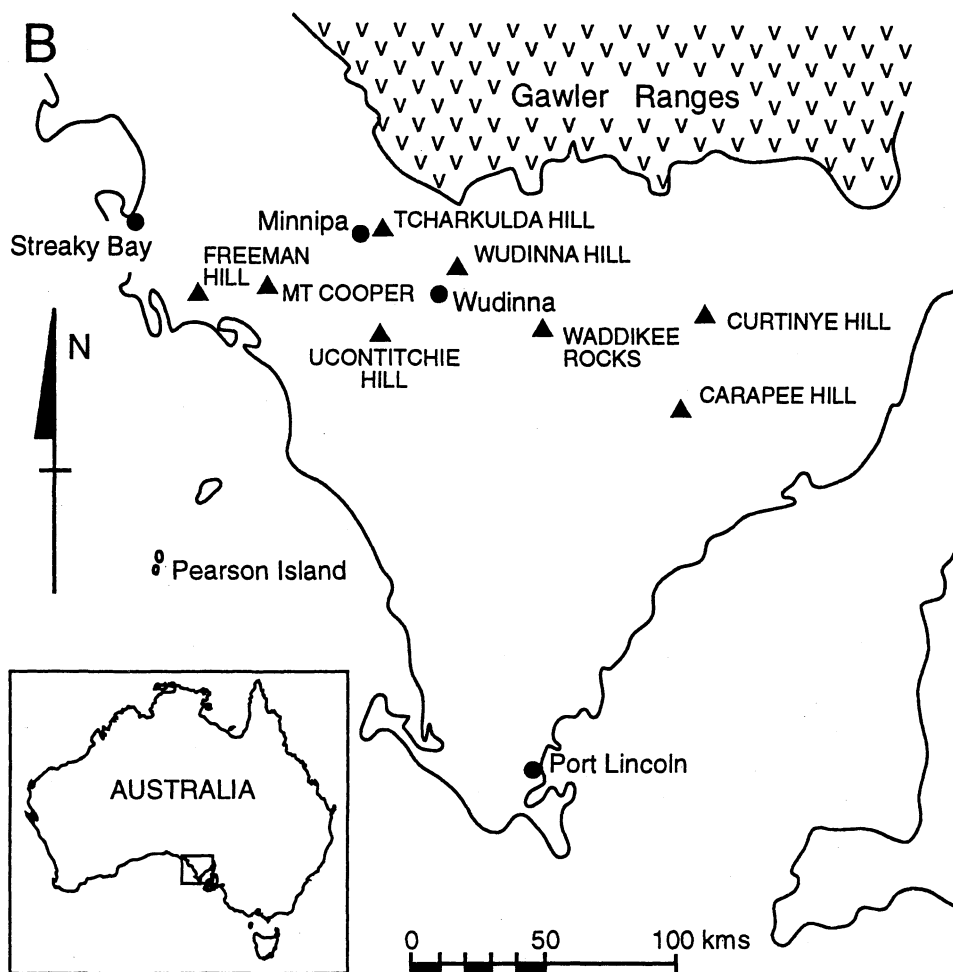 B
Gawler Ranges
Minnipa
TCHARKULDA HILL
Streaky Bay
FREEMAN
HILL
WUDINNA HILL
MT COOPER
Wudinna
CURTINYE HILL
WADDIKEE
ROCKS
UCONTITCHIE
HILL
N
CARAPEE HILL
Pearson Island
Port Lincoln
AUSTRALIA
0 50 100 kms